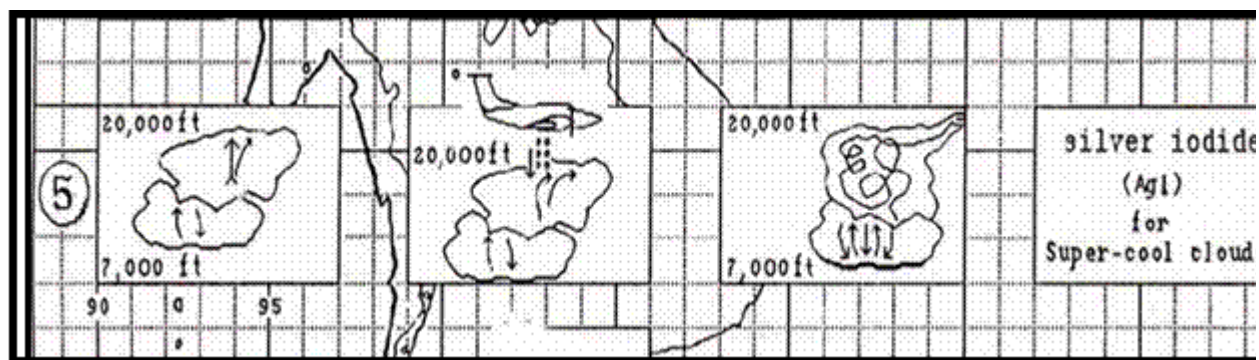 5
20,000ft
7,000 ft
90
95
20,000ft
20,000ft
7,000ft
silver iodide
(AgI)
for
Super-cool cloud